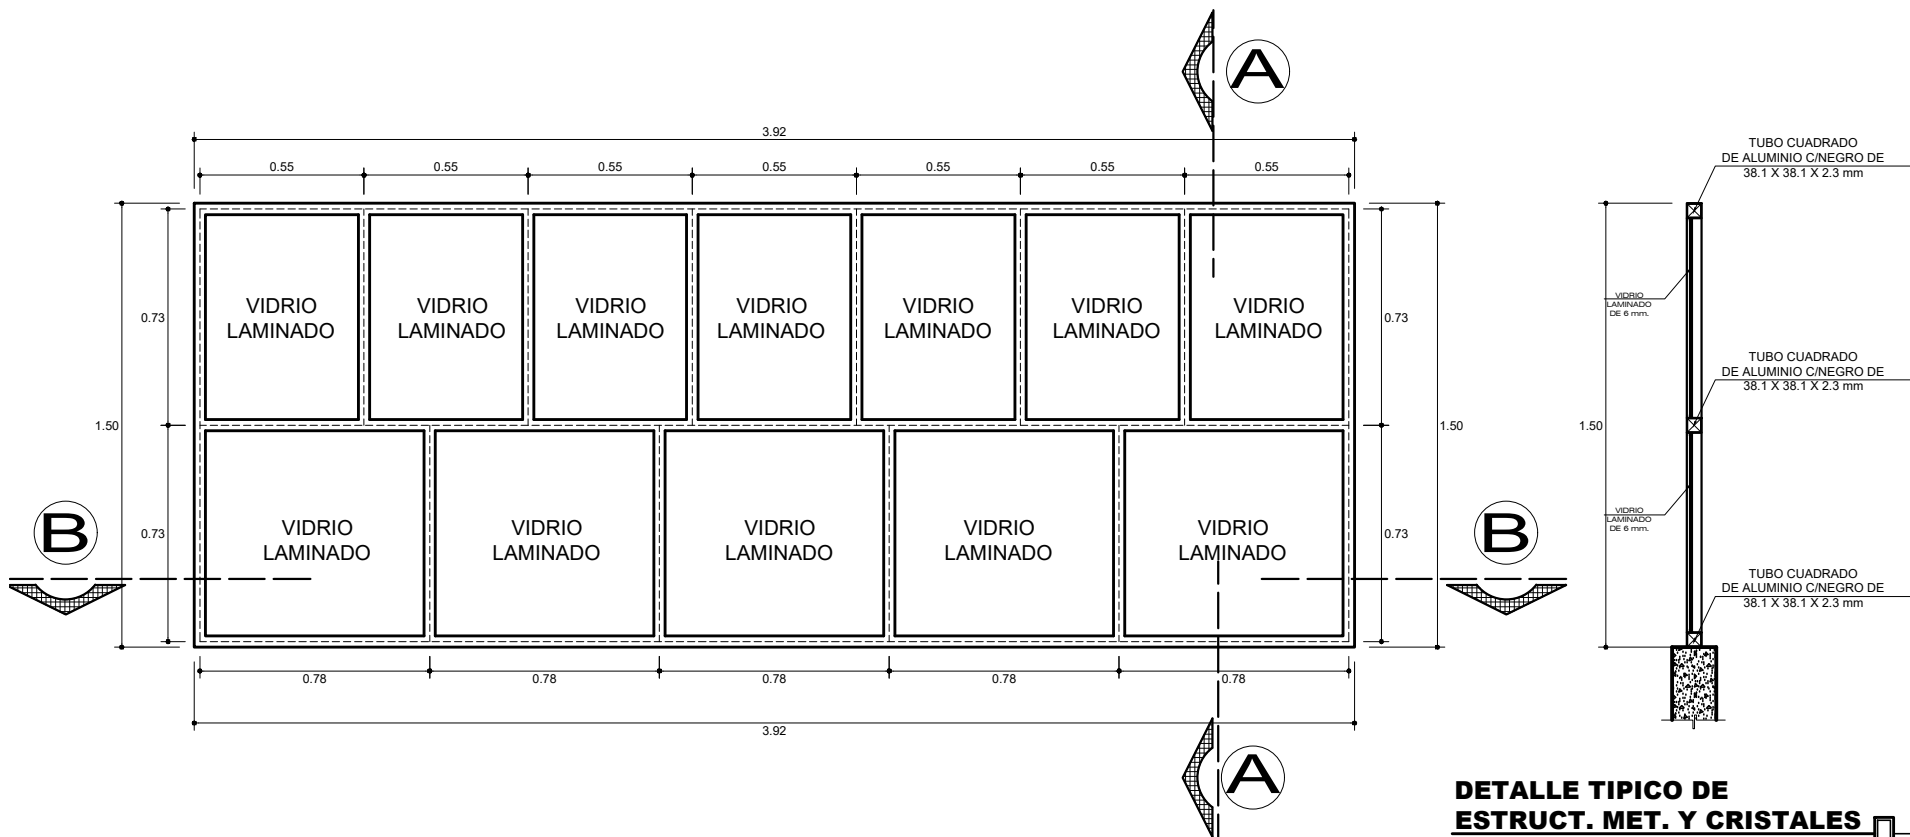 A
3.92
0.55 0.55 0.55 0.55 0.55 0.55 0.55
VIDRIO
LAMINADO
VIDRIO
LAMINADO
VIDRIO
LAMINADO
VIDRIO
LAMINADO
VIDRIO
LAMINADO
VIDRIO
LAMINADO
VIDRIO
LAMINADO
0.73
0.73
1.50
1.50
VIDRIO
LAMINADO
VIDRIO
LAMINADO
VIDRIO
LAMINADO
VIDRIO
LAMINADO
VIDRIO
LAMINADO
0.73
0.73
B
B
0.78 0.78 0.78 0.78 0.78
3.92
A
TUBO CUADRADO
DE ALUMINIO C/NEGRO DE
38.1 X 38.1 X 2.3 mm
VIDRIO
LAMINADO
DE 6 mm.
TUBO CUADRADO
DE ALUMINIO C/NEGRO DE
38.1 X 38.1 X 2.3 mm
1.50
VIDRIO
LAMINADO
DE 6 mm.
TUBO CUADRADO
DE ALUMINIO C/NEGRO DE
38.1 X 38.1 X 2.3 mm
DETALLE TIPICO DE
ESTRUCT. MET. Y CRISTALES